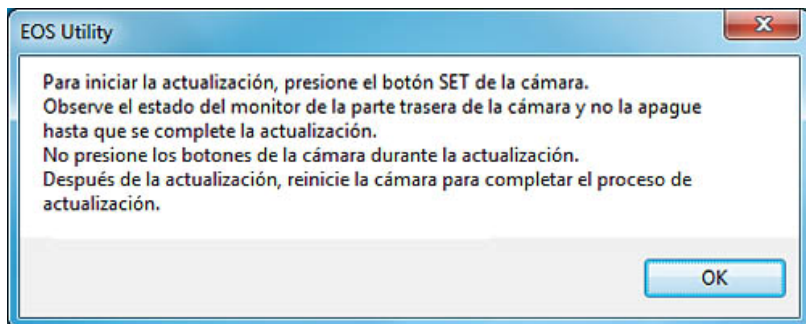 EOS Utility
Para iniciar la actualización, presione el botón SET de la cámara.
Observe el estado del monitor de la parte trasera de la cámara y no la apague
hasta que se complete la actualización.
No presione los botones de la cámara durante la actualización.
Después de la actualización, reinicie la cámara para completar el proceso de
actualización.
OK